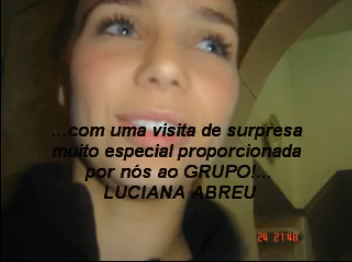 ...com uma visita de surpresa
muito especial proporcionada
por nós ao GRUPO!...
LUCIANA ABREU
24 21:48